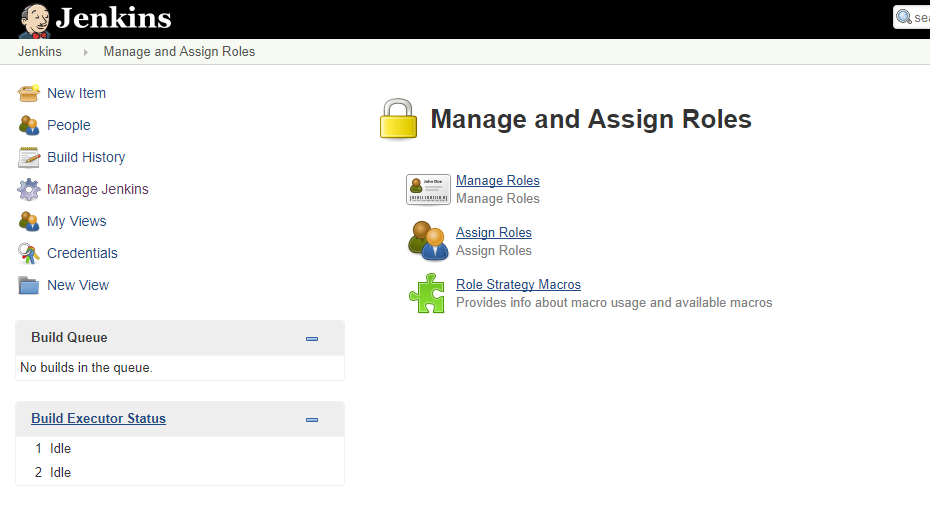 Jenkins
sea
Jenkins
Manage and Assign Roles
New Item
People
Build History
Manage Jenkins
My Views
Credentials
New View
Build Queue
No builds in the queue.
Build Executor Status
1 Idle
2 Idle
Manage and Assign Roles
John Doe
Manage Roles
Manage Roles
Assign Roles
Assign Roles
Role Strategy Macros
Provides info about macro usage and available macros